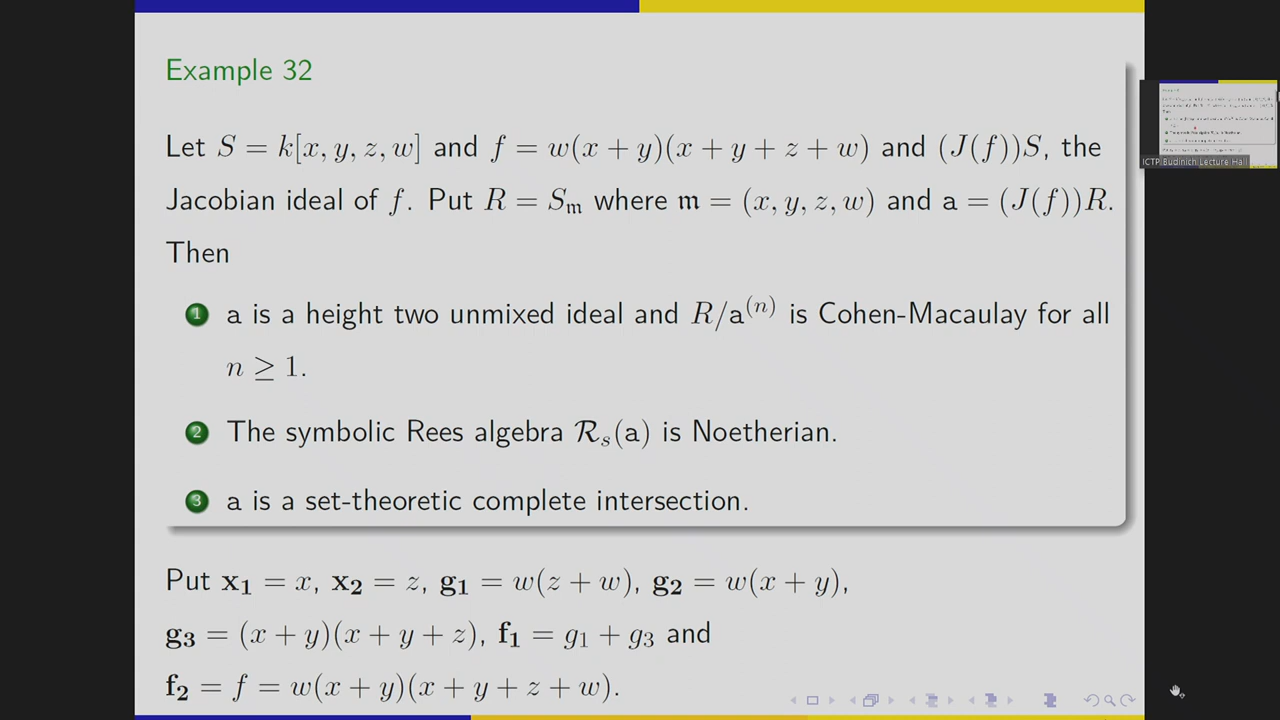 Example 32
Let S = k[x, y, z, w] and f = w(x + y)(x + y + z + w) and (J(f))S, the
Jacobian ideal of f. Put R = S_𝔪 where 𝔪 = (x, y, z, w) and a = (J(f))R.
Then
1 a is a height two unmixed ideal and R/a^(n) is Cohen-Macaulay for all
n ≥ 1.
2 The symbolic Rees algebra ℛ_s(a) is Noetherian.
3 a is a set-theoretic complete intersection.
Put x₁ = x, x₂ = z, g₁ = w(z + w), g₂ = w(x + y),
g₃ = (x + y)(x + y + z), f₁ = g₁ + g₃ and
f₂ = f = w(x + y)(x + y + z + w).
ICTP Budinich Lecture Hall